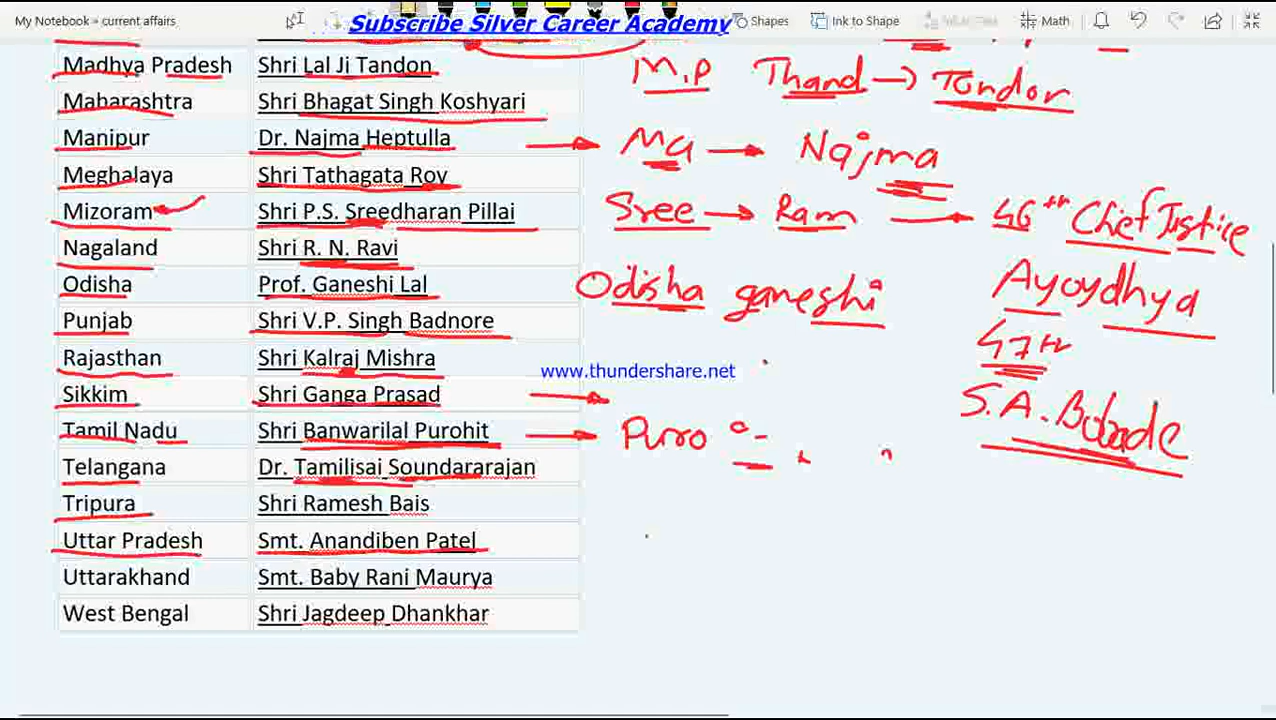 My Notebook » current affairs
Subscribe Silver Career Academy
Shapes
Ink to Shape
Math
Madhya Pradesh Shri Lal Ji Tandon
M.P Thand → Tandon
Maharashtra Shri Bhagat Singh Koshyari
Manipur Dr. Najma Heptulla
Ma → Najma
Meghalaya Shri Tathagata Roy
Mizoram Shri P.S. Sreedharan Pillai
Sree → Ram → 46th Chief Justice
Nagaland Shri R. N. Ravi
Odisha Prof. Ganeshi Lal
Odisha ganeshi
Ayoydhya
Punjab Shri V.P. Singh Badnore
47th
Rajasthan Shri Kalraj Mishra
www.thundershare.net
Sikkim Shri Ganga Prasad
S.A. Bobade
Tamil Nadu Shri Banwarilal Purohit
Puro
Telangana Dr. Tamilisai Soundararajan
Tripura Shri Ramesh Bais
Uttar Pradesh Smt. Anandiben Patel
Uttarakhand Smt. Baby Rani Maurya
West Bengal Shri Jagdeep Dhankhar